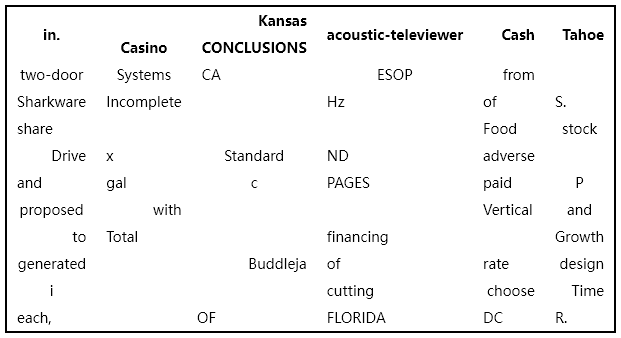 in. Casino Kansas CONCLUSIONS acoustic-televiewer Cash Tahoe
two-door Systems CA ESOP from
Sharkware Incomplete Hz of S.
share Food stock
Drive x Standard ND adverse
and gal c PAGES paid P
proposed with Vertical and
to Total financing Growth
generated Buddleja of rate design
i cutting choose Time
each, OF FLORIDA DC R.